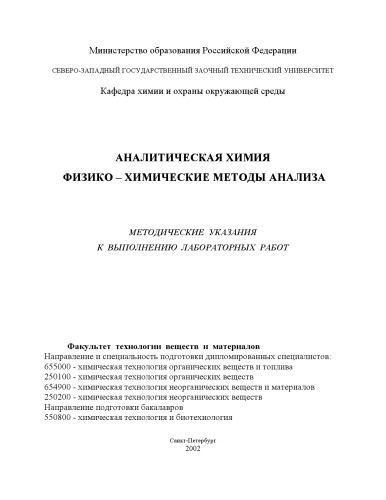 Министерство образования Российской Федерации
СЕВЕРО-ЗАПАДНЫЙ ГОСУДАРСТВЕННЫЙ ЗАОЧНЫЙ ТЕХНИЧЕСКИЙ УНИВЕРСИТЕТ
Кафедра химии и охраны окружающей среды
АНАЛИТИЧЕСКАЯ ХИМИЯ
ФИЗИКО – ХИМИЧЕСКИЕ МЕТОДЫ АНАЛИЗА
МЕТОДИЧЕСКИЕ УКАЗАНИЯ
К ВЫПОЛНЕНИЮ ЛАБОРАТОРНЫХ РАБОТ
Факультет технологии веществ и материалов
Направление и специальность подготовки дипломированных специалистов:
655000 - химическая технология органических веществ и топлива
250100 - химическая технология органических веществ
654900 - химическая технология неорганических веществ и материалов
250200 - химическая технология неорганических веществ
Направление подготовки бакалавров
550800 - химическая технология и биотехнология
Санкт-Петербург
2002